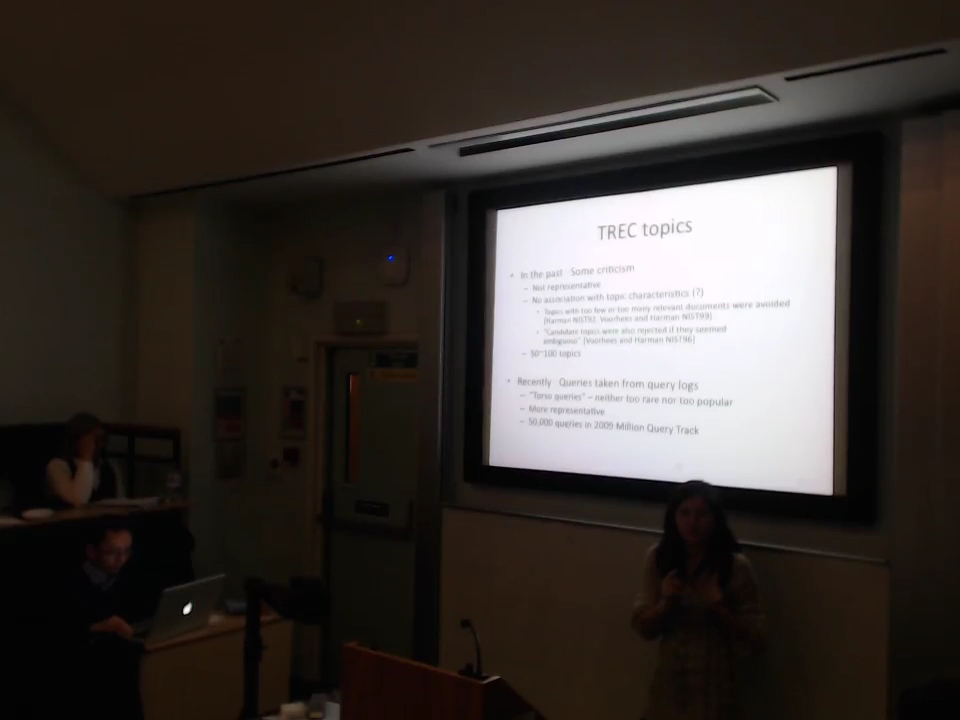 TREC topics
• In the past Some criticism
– Not representative
– No association with topic characteristics (?)
• Topics with too few or too many relevant documents were avoided
[Harman NIST92, Voorhees and Harman NIST99]
• "Candidate topics were also rejected if they seemed
ambiguous" [Voorhees and Harman NIST96]
– 50~100 topics
• Recently Queries taken from query logs
– "Torso queries" – neither too rare nor too popular
– More representative
– 50,000 queries in 2009 Million Query Track